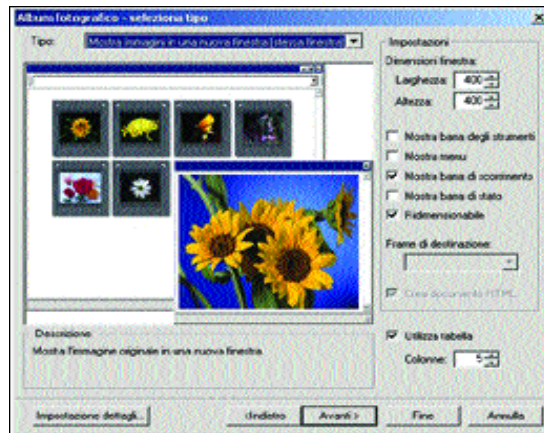 Album fotografico - seleziona tipo
Tipo: Mostra immagini in una nuova finestra (stessa finestra)
Impostazioni
Dimensioni finestra:
Larghezza: 400
Altezza: 400
Mostra barra degli strumenti
Mostra menu
Mostra barra di scorrimento
Mostra barra di stato
Ridimensionabile
Frame di destinazione:
Crea documento HTML
Descrizione
Mostra l'immagine originale in una nuova finestra.
Utilizza tabella
Colonne: 5
Impostazione dettagli...
<Indietro
Avanti >
Fine
Annulla